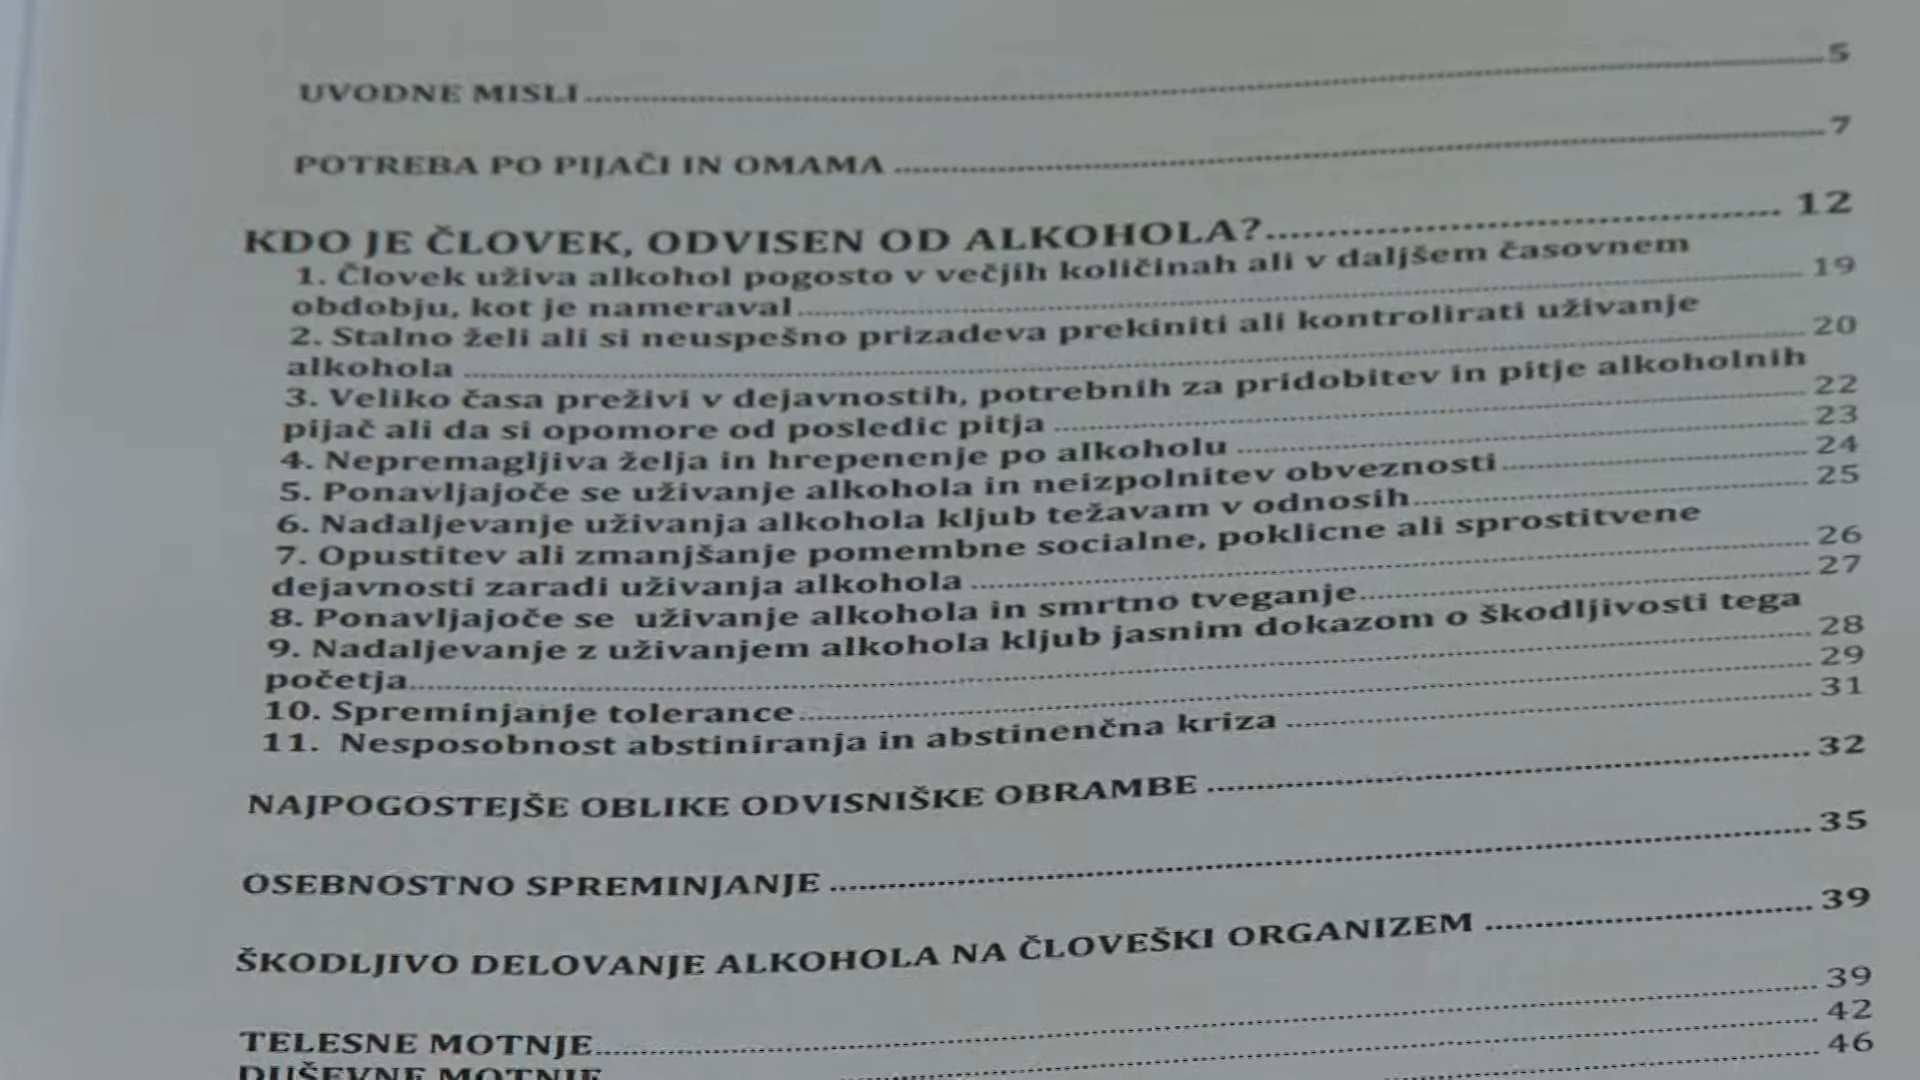 UVODNE MISLI 5
POTREBA PO PIJAČI IN OMAMA 7
KDO JE ČLOVEK, ODVISEN OD ALKOHOLA? 12
1. Človek uživa alkohol pogosto v večjih količinah ali v daljšem časovnem
obdobju, kot je nameraval 19
2. Stalno želi ali si neuspešno prizadeva prekiniti ali kontrolirati uživanje
alkohola 20
3. Veliko časa preživi v dejavnostih, potrebnih za pridobitev in pitje alkoholnih
pijač ali da si opomore od posledic pitja 22
4. Nepremagljiva želja in hrepenenje po alkoholu 23
5. Ponavljajoče se uživanje alkohola in neizpolnitev obveznosti 24
6. Nadaljevanje uživanja alkohola kljub težavam v odnosih 25
7. Opustitev ali zmanjšanje pomembne socialne, poklicne ali sprostitvene
dejavnosti zaradi uživanja alkohola 26
8. Ponavljajoče se uživanje alkohola in smrtno tveganje 27
9. Nadaljevanje z uživanjem alkohola kljub jasnim dokazom o škodljivosti tega
početja 28
10. Spreminjanje tolerance 29
11. Nesposobnost abstiniranja in abstinenčna kriza 31
NAJPOGOSTEJŠE OBLIKE ODVISNIŠKE OBRAMBE 32
OSEBNOSTNO SPREMINJANJE 35
ŠKODLJIVO DELOVANJE ALKOHOLA NA ČLOVEŠKI ORGANIZEM 39
TELESNE MOTNJE 39
DUŠEVNE MOTNJE 42
46